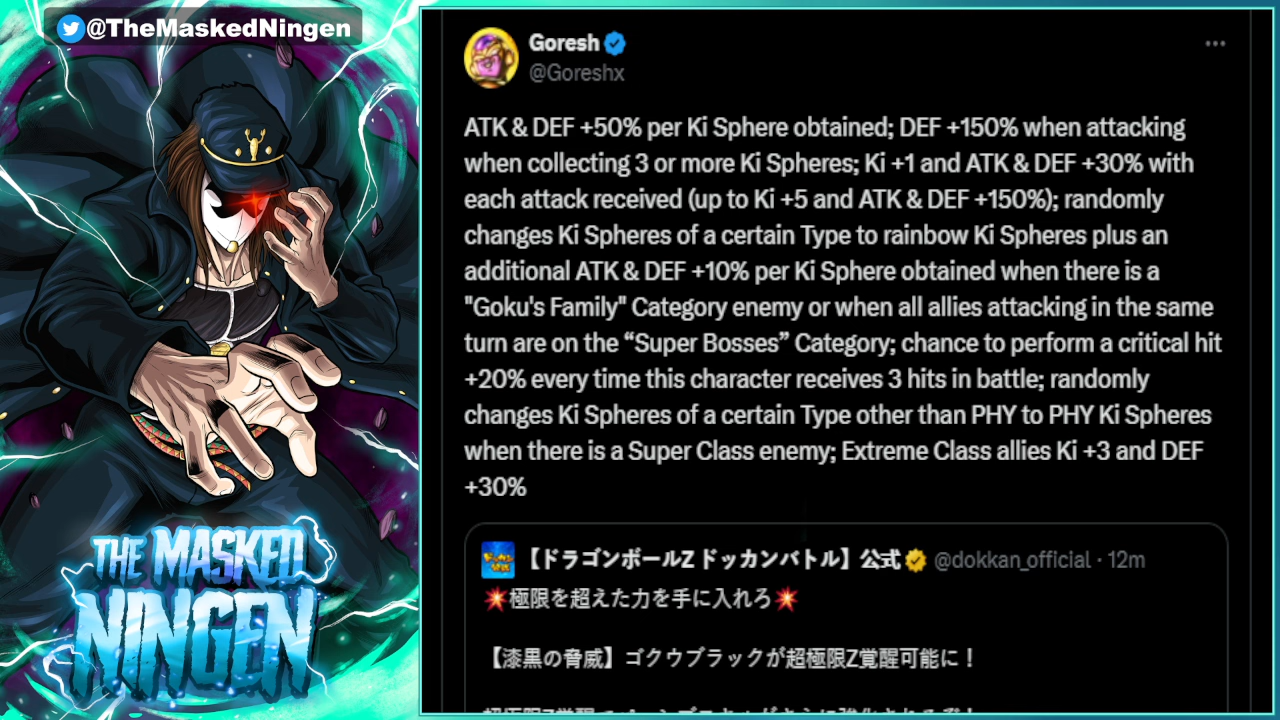 @TheMaskedNingen
THE MASKED
NINGEN
Goresh
@Goreshx
ATK & DEF +50% per Ki Sphere obtained; DEF +150% when attacking
when collecting 3 or more Ki Spheres; Ki +1 and ATK & DEF +30% with
each attack received (up to Ki +5 and ATK & DEF +150%); randomly
changes Ki Spheres of a certain Type to rainbow Ki Spheres plus an
additional ATK & DEF +10% per Ki Sphere obtained when there is a
"Goku's Family" Category enemy or when all allies attacking in the same
turn are on the “Super Bosses” Category; chance to perform a critical hit
+20% every time this character receives 3 hits in battle; randomly
changes Ki Spheres of a certain Type other than PHY to PHY Ki Spheres
when there is a Super Class enemy; Extreme Class allies Ki +3 and DEF
+30%
【ドラゴンボールZ ドッカンバトル】公式 @dokkan_official · 12m
💥極限を超えた力を手に入れろ💥
【漆黒の脅威】ゴクウブラックが超極限Z覚醒可能に！